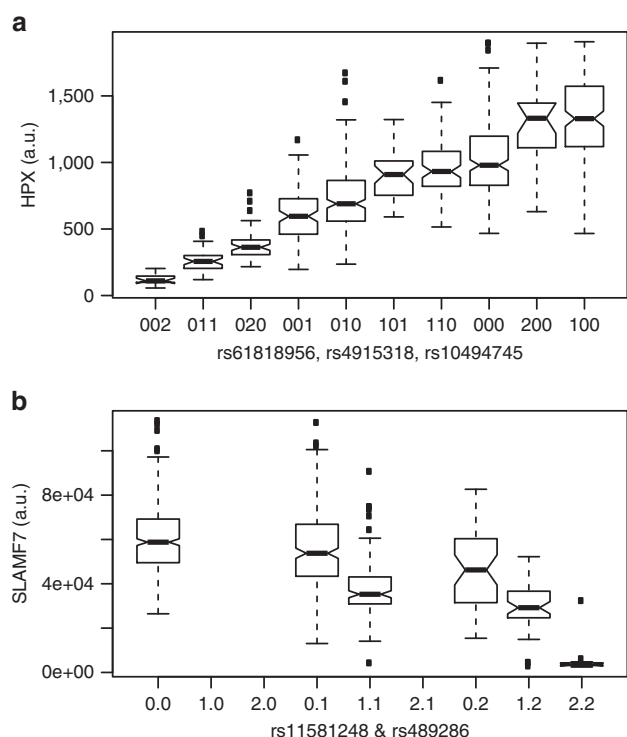 a
HPX (a.u.)
1,500
1,000
500
0
002 011 020 001 010 101 110 000 200 100
rs61818956, rs4915318, rs10494745
b
SLAMF7 (a.u.)
8e+04
4e+04
0e+00
0.0 1.0 2.0 0.1 1.1 2.1 0.2 1.2 2.2
rs11581248 & rs489286